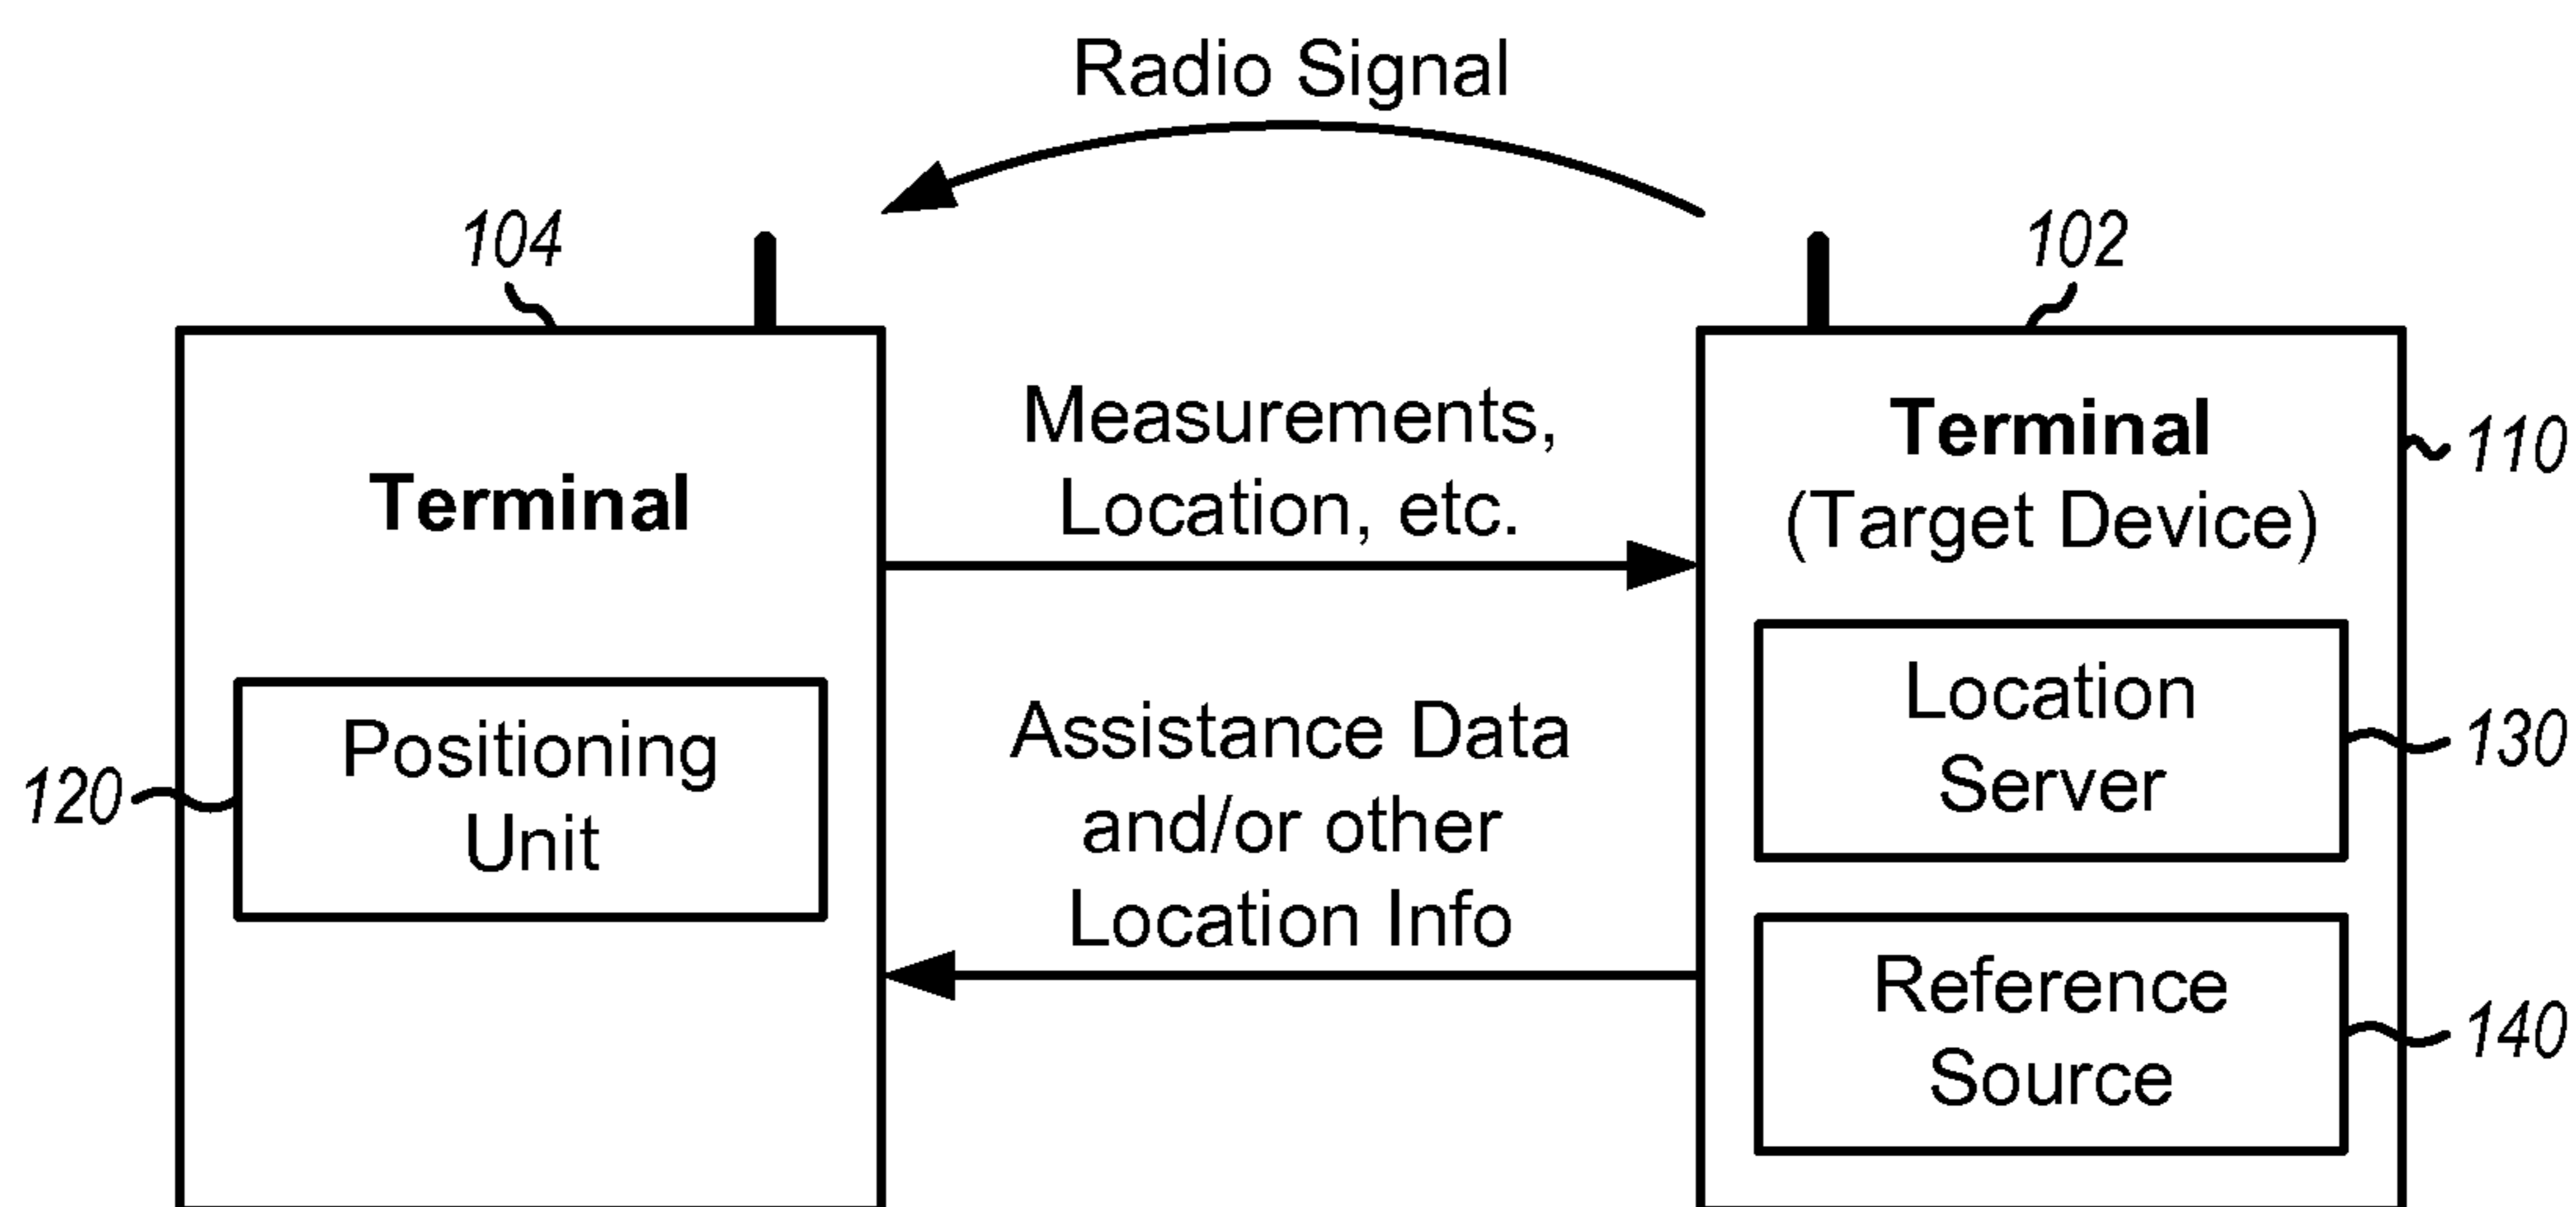 Radio Signal
104
102
Terminal
Positioning
Unit
120
Measurements,
Location, etc.
Assistance Data
and/or other
Location Info
Terminal
(Target Device)
110
Location
Server
130
Reference
Source
140